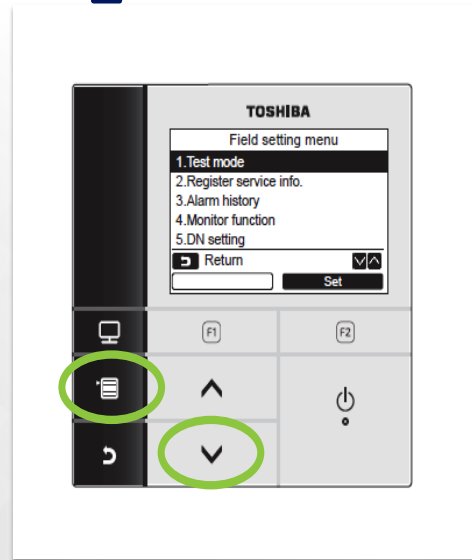 TOSHIBA
Field setting menu
1.Test mode
2.Register service info.
3.Alarm history
4.Monitor function
5.DN setting
Return
Set
F1
F2